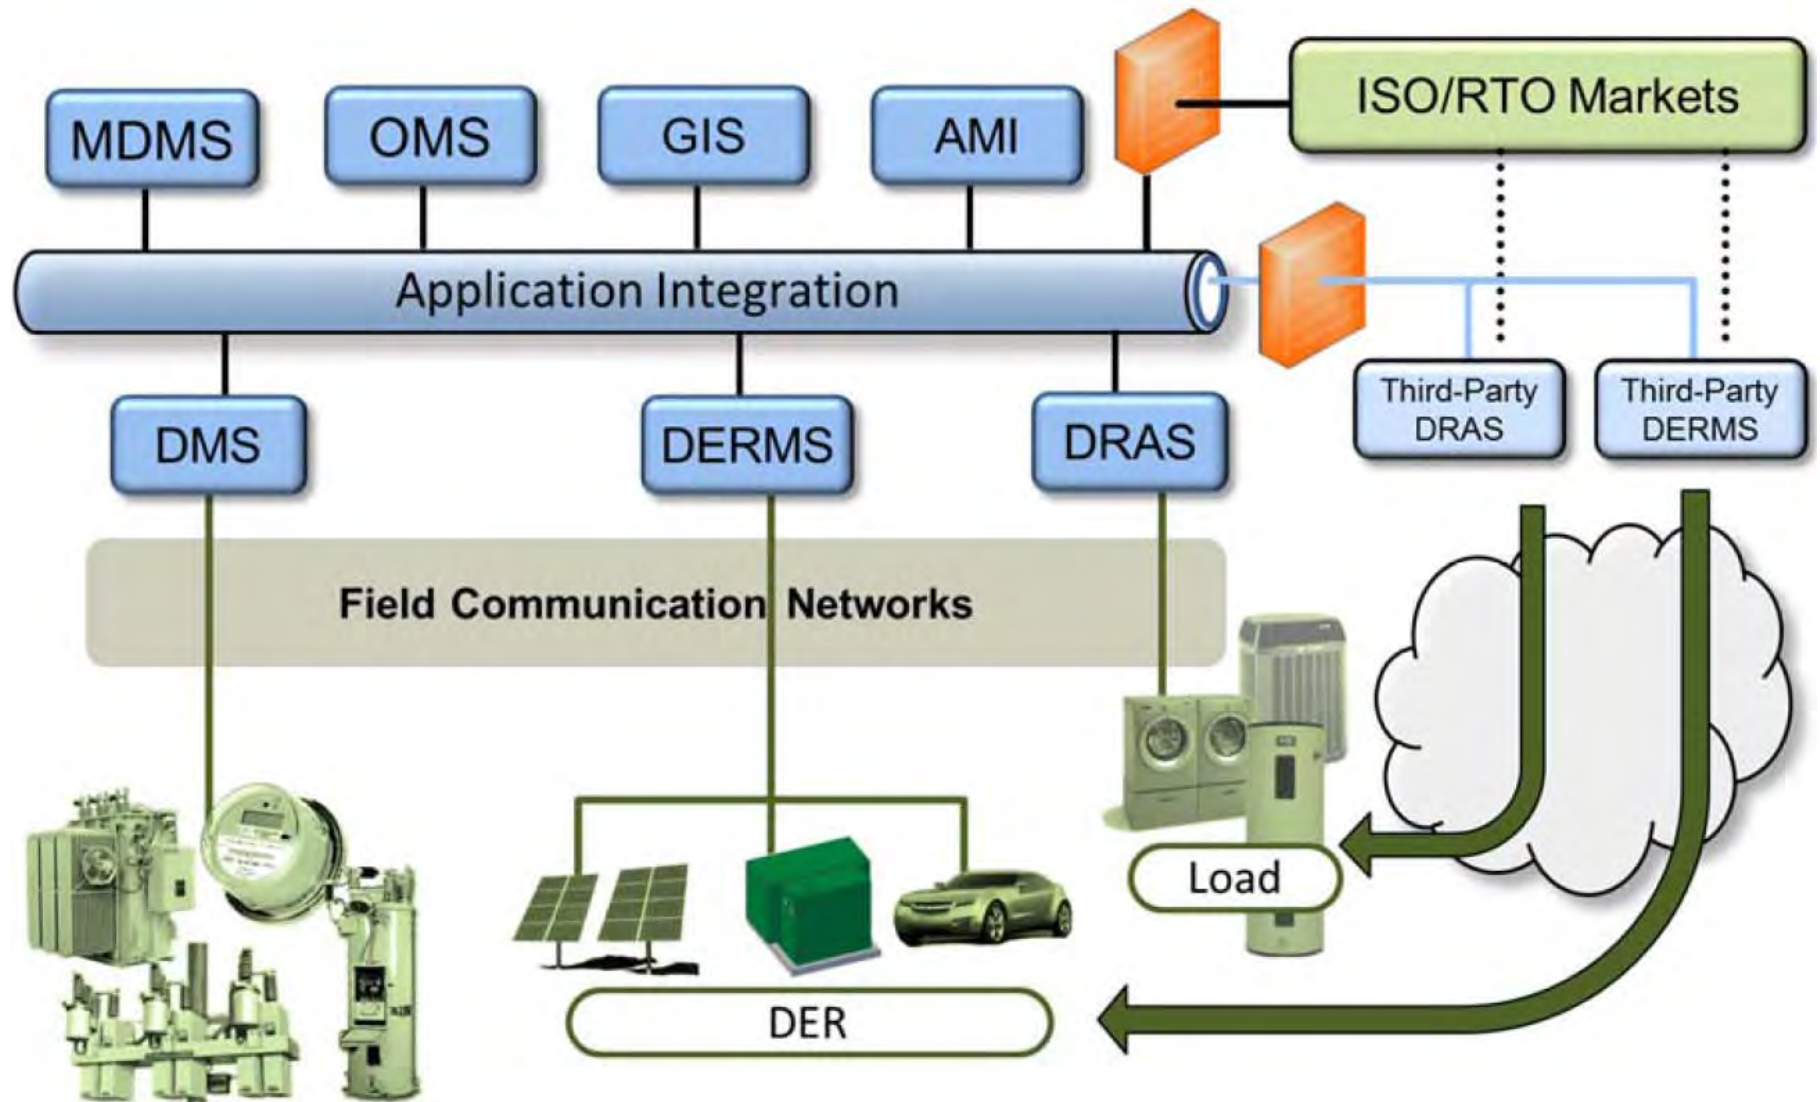 MDMS
OMS
GIS
AMI
ISO/RTO Markets
Application Integration
DMS
DERMS
DRAS
Third-Party
DRAS
Third-Party
DERMS
Field Communication Networks
Load
DER